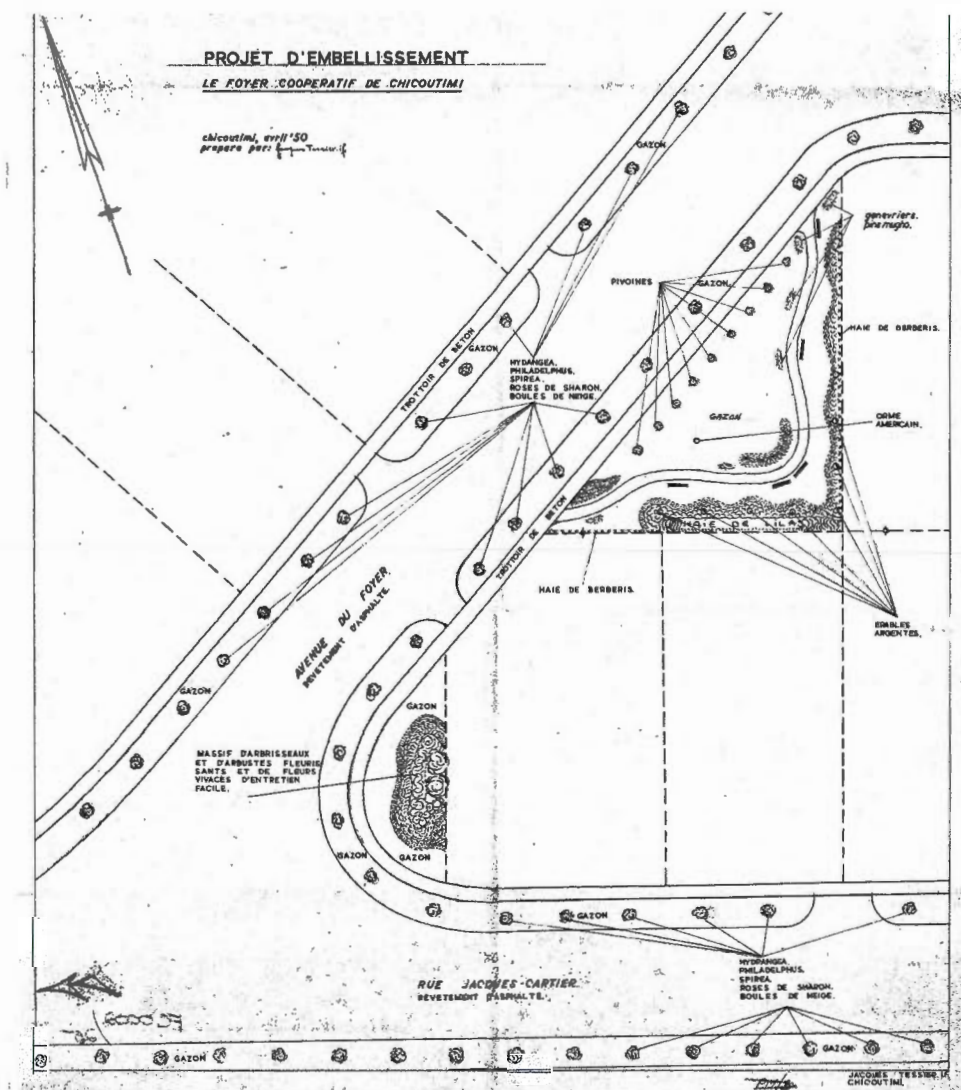 PROJET D'EMBELLISSEMENT
LE FOYER COOPERATIF DE CHICOUTIMI
chicoutimi, avril '50
prepare par:
GAZON
genevriers.
pins mugho.
PIVOINES
GAZON
HAIE DE BERBERIS.
TROTTOIR DE BETON
GAZON
HYDANGEA,
PHILADELPHUS,
SPIREA,
ROSES DE SHARON,
BOULES DE NEIGE.
GAZON
ORME
AMERICAIN.
TROTTOIR DE BETON
HAIE DE LILAS
HAIE DE BERBERIS.
ERABLES
ARGENTES.
AVENUE DU FOYER
REVETEMENT D'ASPHALTE.
GAZON
GAZON
MASSIF D'ARBRISSEAUX
ET D'ARBUSTES FLEURIS
SANTS ET DE FLEURS
VIVACES D'ENTRETIEN
FACILE.
GAZON
GAZON
GAZON
HYDRANGEA
PHILADELPHUS,
SPIREA,
ROSES DE SHARON,
BOULES DE NEIGE.
RUE JACQUES-CARTIER
REVETEMENT D'ASPHALTE.
GAZON
GAZON
JACQUES TESSIER, I.F.
CHICOUTIMI.